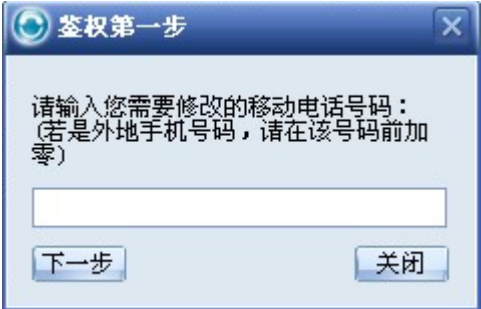 鉴权第一步
请输入您需要修改的移动电话号码：
(若是外地手机号码，请在该号码前加
零)
下一步 关闭